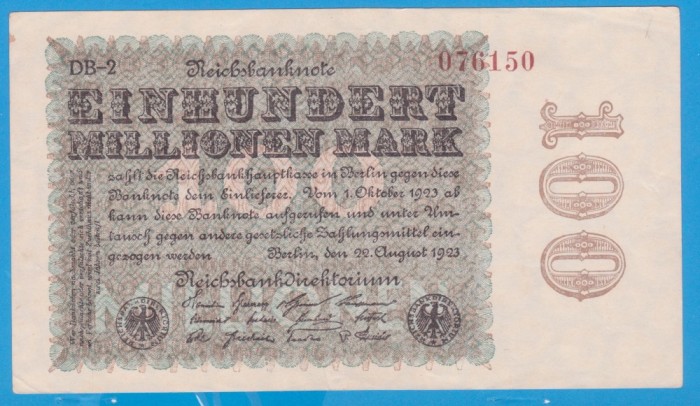 DB-2 Reichsbanknote 076150
EINHUNDERT
MILLIONEN MARK
zahlt die Reichsbankhauptkasse in Berlin gegen diese
Banknote dem Einlieferer. Vom 1. Oktober 1923 ab
kann diese Banknote aufgerufen und unter Um-
tausch gegen andere gesetzliche Zahlungsmittel ein-
gezogen werden
Berlin, den 22. August 1923
Reichsbankdirektorium
100